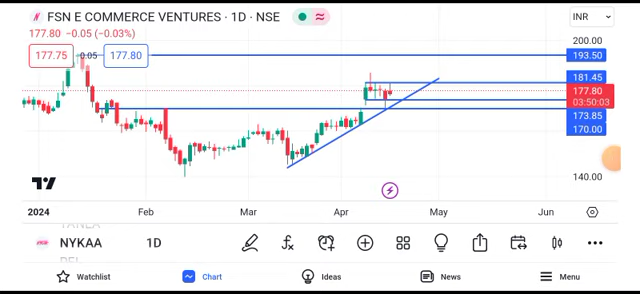 FSN E COMMERCE VENTURES · 1D · NSE
INR
177.80 −0.05 (−0.03%)
177.75 0.05 177.80
200.00
193.50
181.45
177.80
03:50:03
173.85
170.00
140.00
2024 Feb Mar Apr May Jun
NYKAA 1D
Watchlist Chart Ideas News Menu